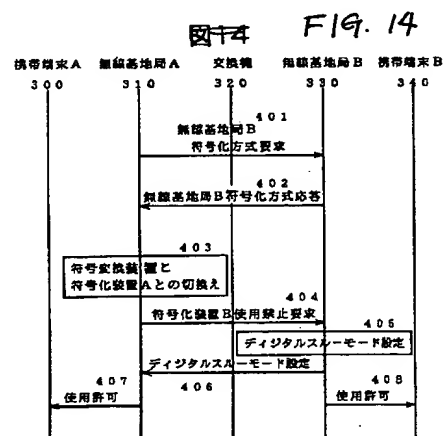 図14 FIG. 14
携帯端末A 無線基地局A 交換機 無線基地局B 携帯端末B
300 310 320 330 340
401
無線基地局B
符号化方式要求
402
無線基地局B符号化方式応答
403
符号変換装置と
符号化装置Aとの切換え
404
符号化装置B使用禁止要求
405
ディジタルスルーモード設定
ディジタルスルーモード設定
407 406 408
使用許可 使用許可